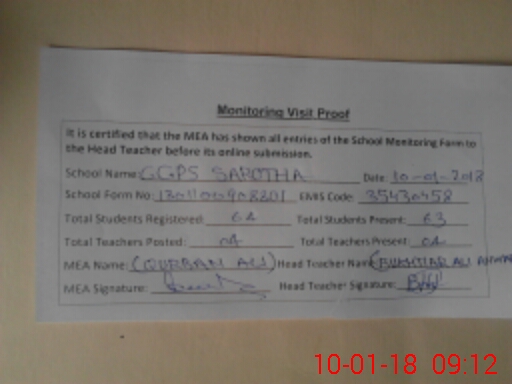 Monitoring Visit Proof
It is certified that the MEA has shown all entries of the School Monitoring Form to
the Head Teacher before its online submission.
School Name: GGPS SAROTHA Date: 10-01-2018
School Form No: EMIS Code: 35430458
Total Students Registered: 64 Total Students Present: 63
Total Teachers Posted: 04 Total Teachers Present: 04
MEA Name: (QURBAN ALI) Head Teacher Name ALI
MEA Signature: Head Teacher Signature:
10-01-18 09:12